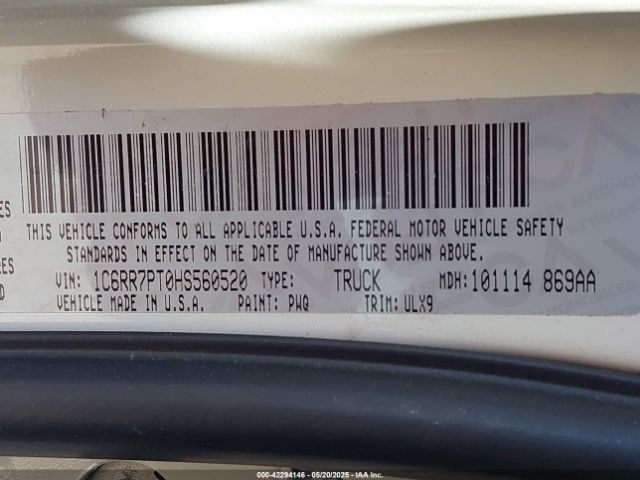 ES
THIS VEHICLE CONFORMS TO ALL APPLICABLE U.S.A. FEDERAL MOTOR VEHICLE SAFETY
STANDARDS IN EFFECT ON THE DATE OF MANUFACTURE SHOWN ABOVE.
RES
VIN: 1C6RR7PT0HS560520 TYPE: TRUCK MDH: 101114 869AA
D
VEHICLE MADE IN U.S.A. PAINT: PWQ TRIM: ULX9
000-42294146 - 05/20/2025 - IAA Inc.